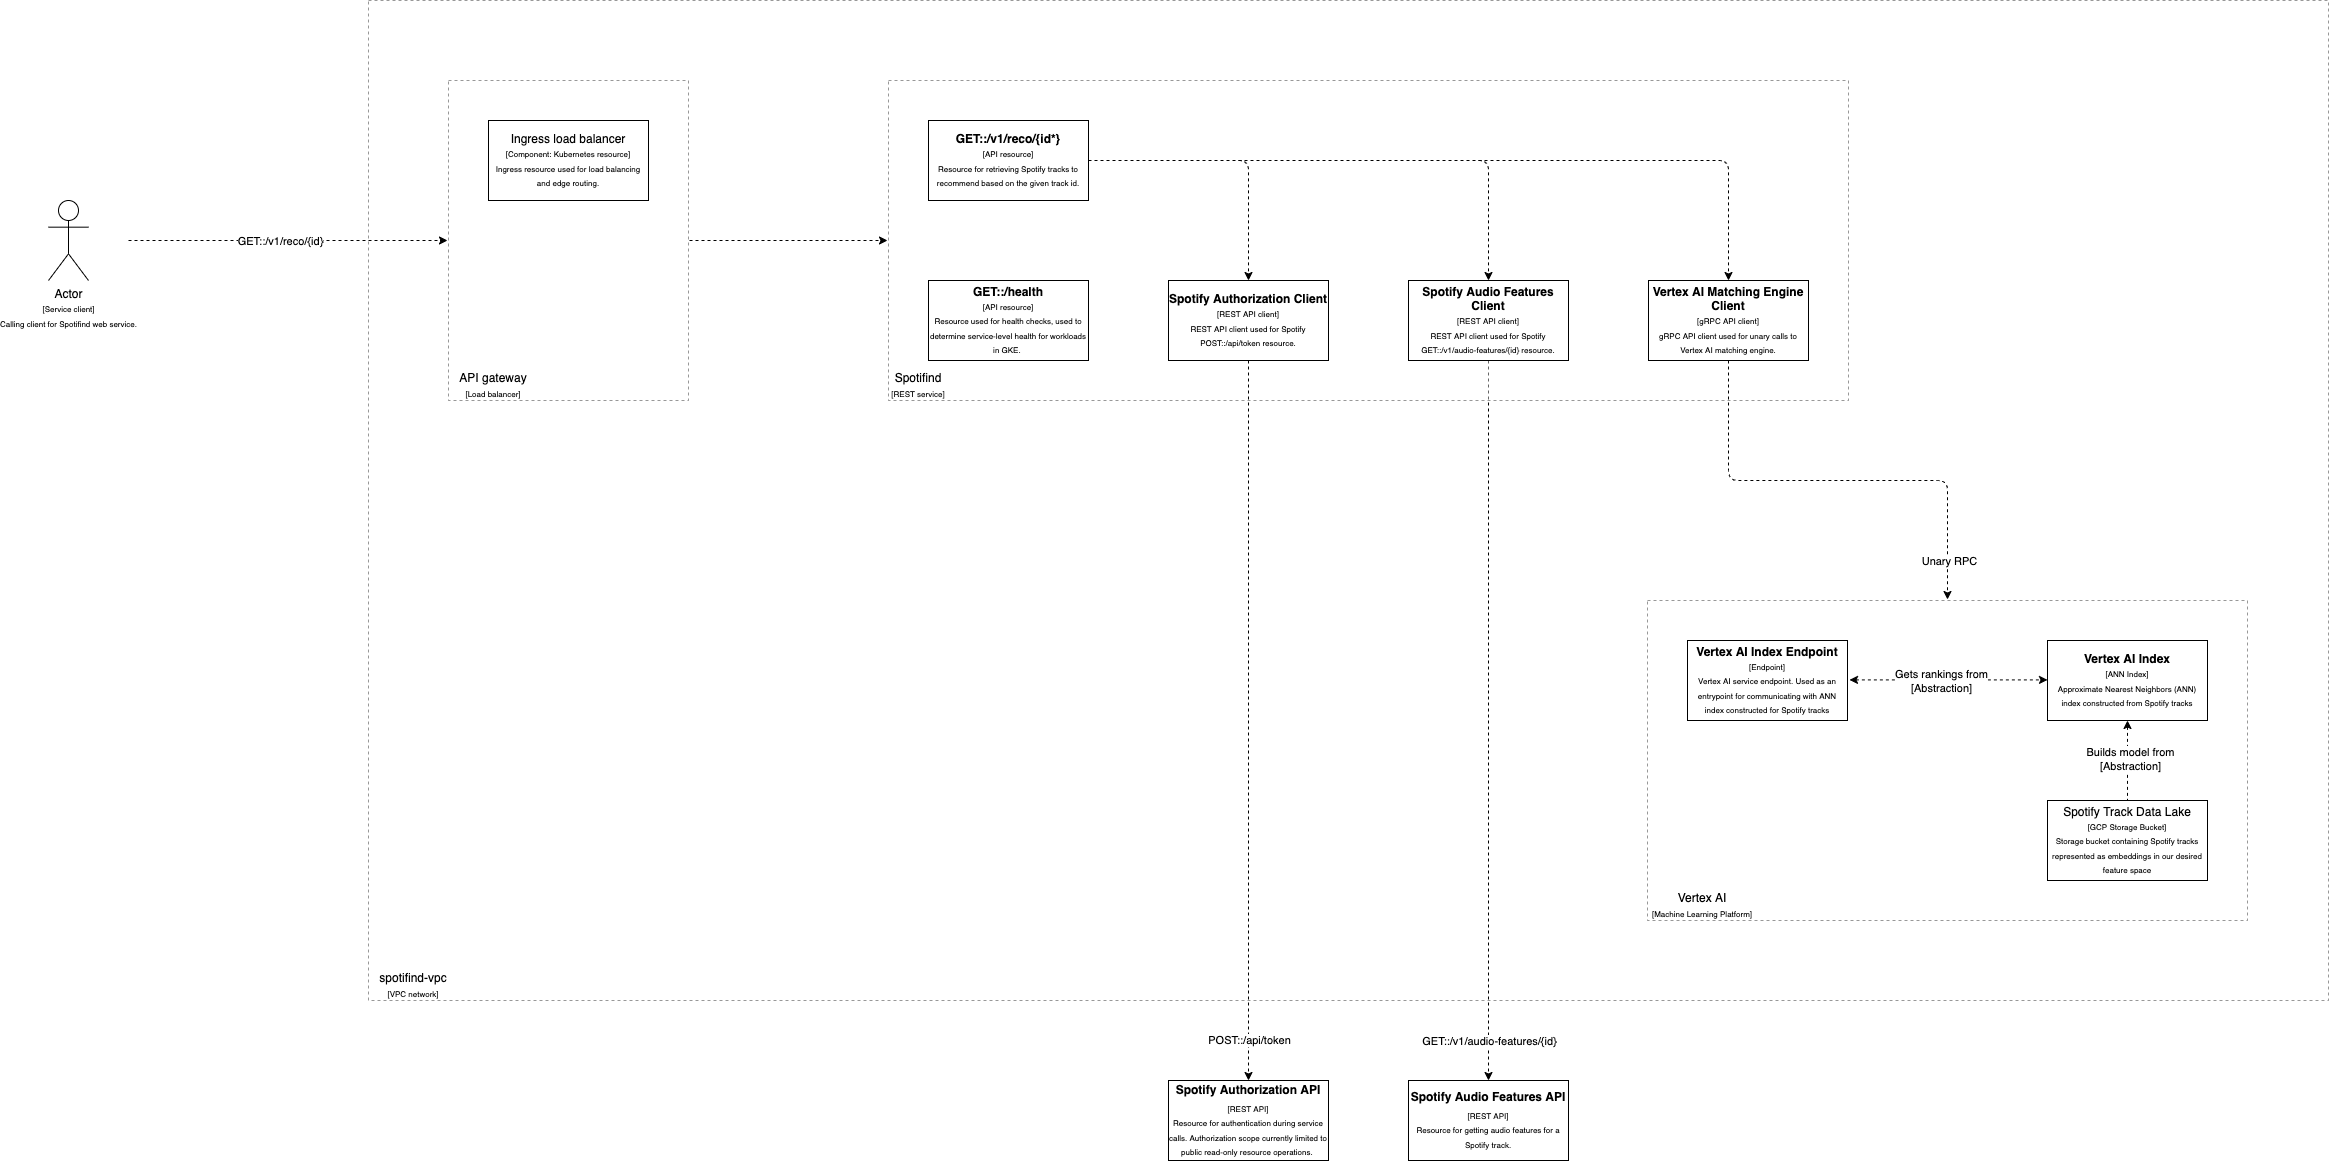 Actor
[Service client]
Calling client for Spotifind web service.
GET::/v1/reco/{id}
Ingress load balancer
[Component: Kubernetes resource]
Ingress resource used for load balancing
and edge routing.
API gateway
[Load balancer]
GET::/v1/reco/{id*}
[API resource]
Resource for retrieving Spotify tracks to
recommend based on the given track id.
GET::/health
[API resource]
Resource used for health checks, used to
determine service-level health for workloads
in GKE.
Spotify Authorization Client
[REST API client]
REST API client used for Spotify
POST::/api/token resource.
Spotify Audio Features
Client
[REST API client]
REST API client used for Spotify
GET::/v1/audio-features/{id} resource.
Vertex AI Matching Engine
Client
[gRPC API client]
gRPC API client used for unary calls to
Vertex AI matching engine.
Spotifind
[REST service]
Unary RPC
Vertex AI Index Endpoint
[Endpoint]
Vertex AI service endpoint. Used as an
entrypoint for communicating with ANN
index constructed for Spotify tracks
Gets rankings from
[Abstraction]
Vertex AI Index
[ANN Index]
Approximate Nearest Neighbors (ANN)
index constructed from Spotify tracks
Builds model from
[Abstraction]
Spotify Track Data Lake
[GCP Storage Bucket]
Storage bucket containing Spotify tracks
represented as embeddings in our desired
feature space
Vertex AI
[Machine Learning Platform]
spotifind-vpc
[VPC network]
POST::/api/token
GET::/v1/audio-features/{id}
Spotify Authorization API
[REST API]
Resource for authentication during service
calls. Authorization scope currently limited to
public read-only resource operations.
Spotify Audio Features API
[REST API]
Resource for getting audio features for a
Spotify track.